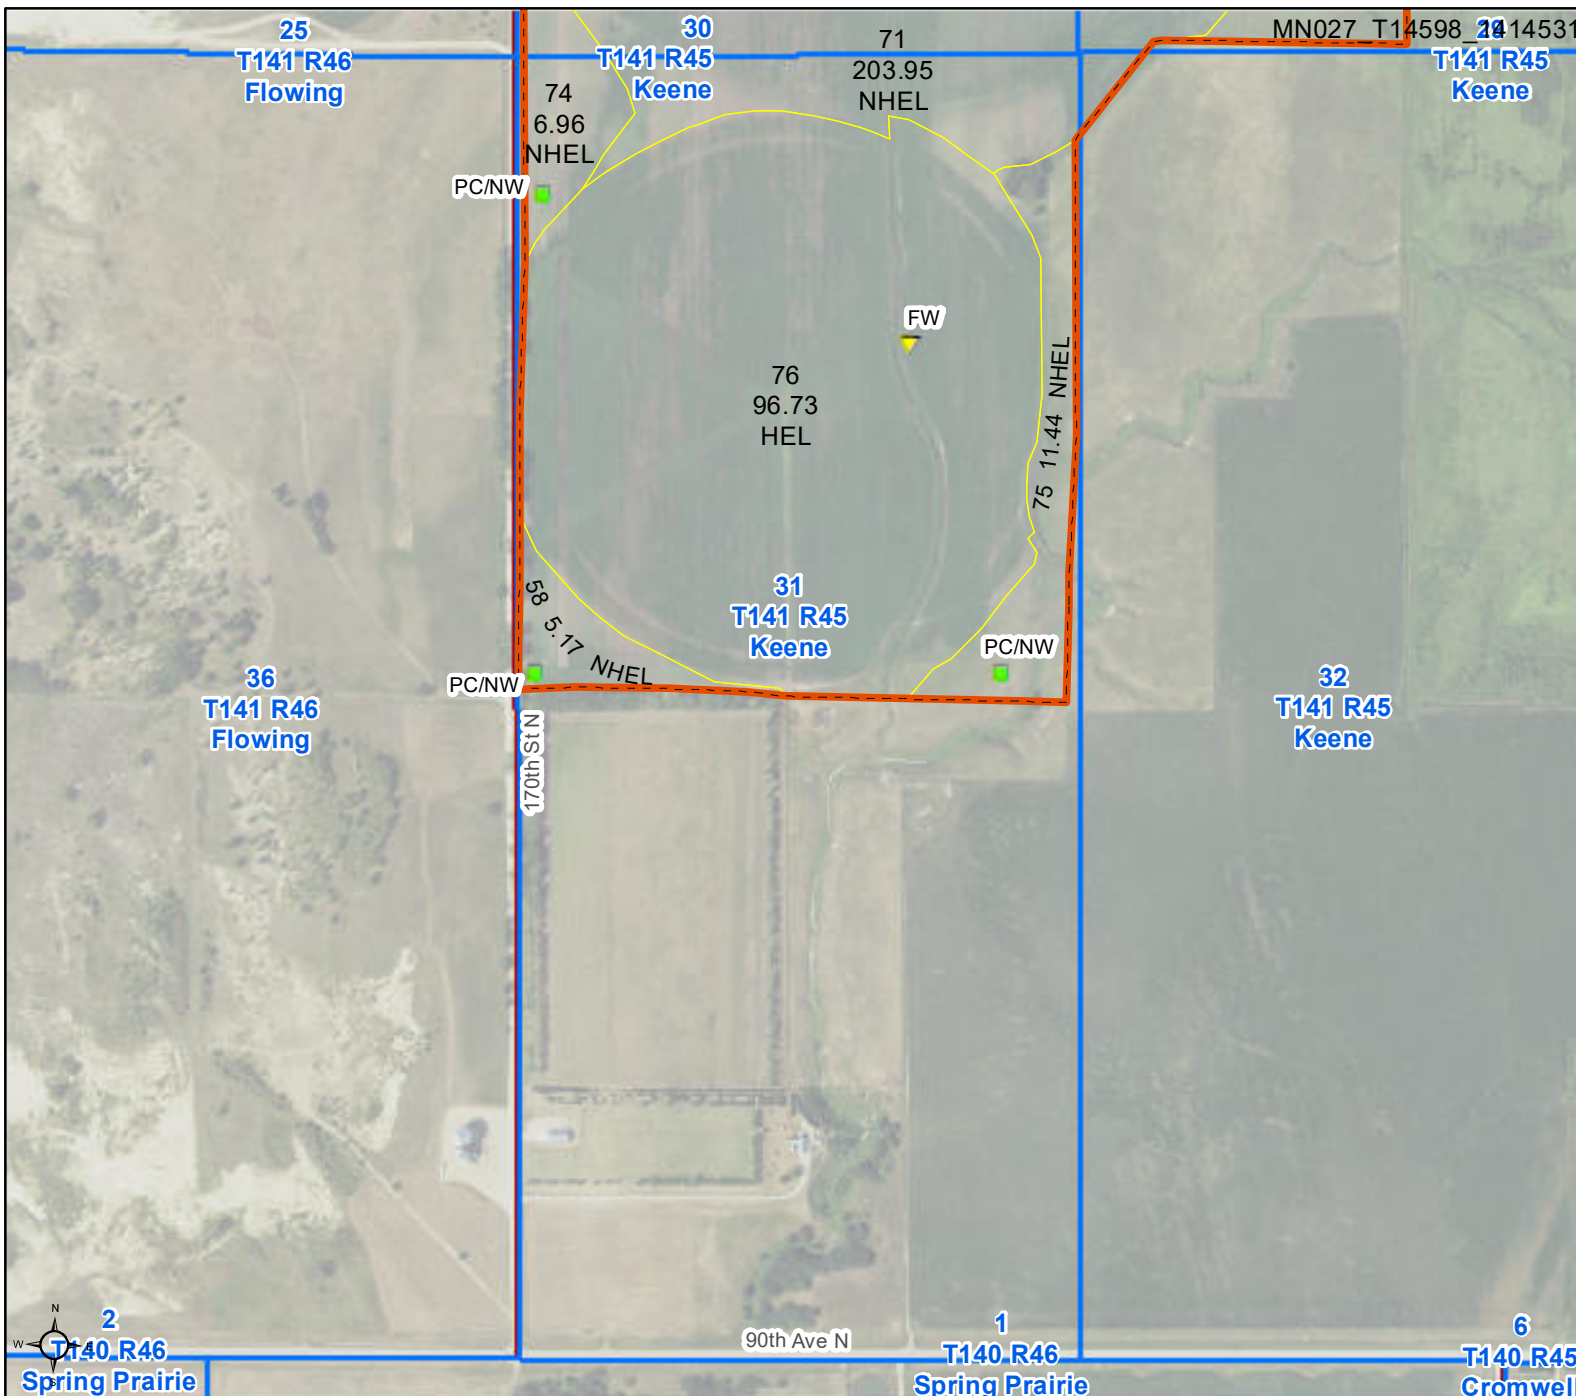 25
T141 R46
Flowing
30
T141 R45
Keene
71
203.95
NHEL
MN027_T14598_1414531
29
T141 R45
Keene
74
6.96
NHEL
PC/NW
FW
76
96.73
HEL
75 11.44 NHEL
58 5.17 NHEL
31
T141 R45
Keene
PC/NW
PC/NW
36
T141 R46
Flowing
32
T141 R45
Keene
170th St N
90th Ave N
N
W
E
S
2
T140 R46
Spring Prairie
1
T140 R46
Spring Prairie
6
T140 R45
Cromwell